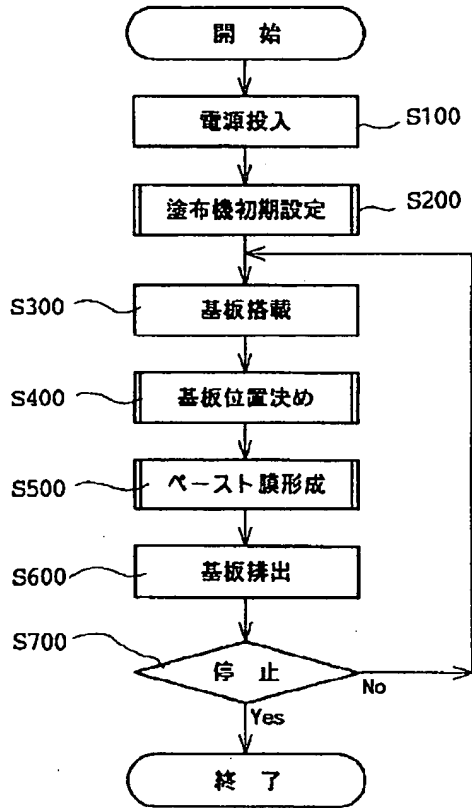 開 始
電源投入
S100
塗布機初期設定
S200
S300
基板搭載
S400
基板位置決め
S500
ペースト膜形成
S600
基板排出
S700
停 止
No
Yes
終 了